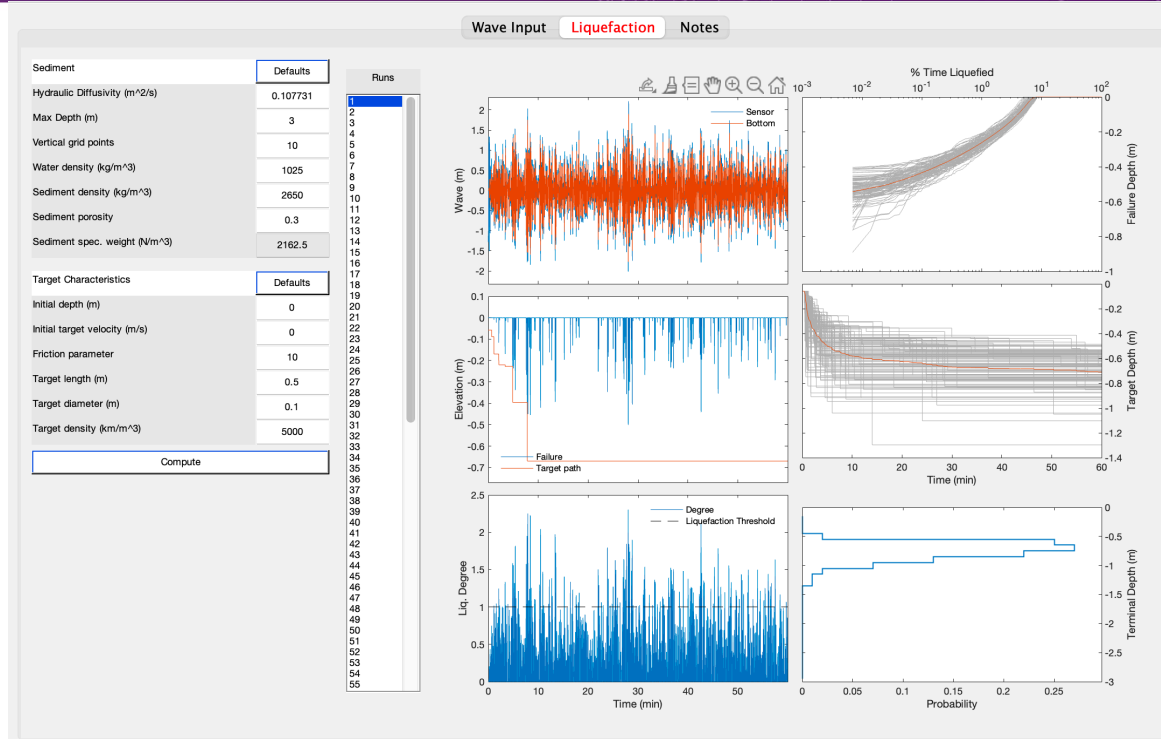 Wave Input Liquefaction Notes
Sediment Defaults
Hydraulic Diffusivity (m^2/s) 0.107731
Max Depth (m) 3
Vertical grid points 10
Water density (kg/m^3) 1025
Sediment density (kg/m^3) 2650
Sediment porosity 0.3
Sediment spec. weight (N/m^3) 2162.5
Target Characteristics Defaults
Initial depth (m) 0
Initial target velocity (m/s) 0
Friction parameter 10
Target length (m) 0.5
Target diameter (m) 0.1
Target density (km/m^3) 5000
Compute
Runs
1
2
3
4
5
6
7
8
9
10
11
12
13
14
15
16
17
18
19
20
21
22
23
24
25
26
27
28
29
30
31
32
33
34
35
36
37
38
39
40
41
42
43
44
45
46
47
48
49
50
51
52
53
54
55
Sensor
Bottom
2
1.5
1
0.5
0
-0.5
-1
-1.5
-2
Wave (m)
0.1
0
-0.1
-0.2
-0.3
-0.4
-0.5
-0.6
-0.7
Elevation (m)
Failure
Target path
2.5
2
1.5
1
0.5
0
Liq. Degree
Degree
Liquefaction Threshold
0 10 20 30 40 50
Time (min)
% Time Liquefied
10^-3 10^-2 10^-1 10^0 10^1 10^2
0
-0.2
-0.4
-0.6
-0.8
-1
Failure Depth (m)
0
-0.2
-0.4
-0.6
-0.8
-1
-1.2
-1.4
Target Depth (m)
0 10 20 30 40 50 60
Time (min)
0
-0.5
-1
-1.5
-2
-2.5
-3
Terminal Depth (m)
0 0.05 0.1 0.15 0.2 0.25
Probability